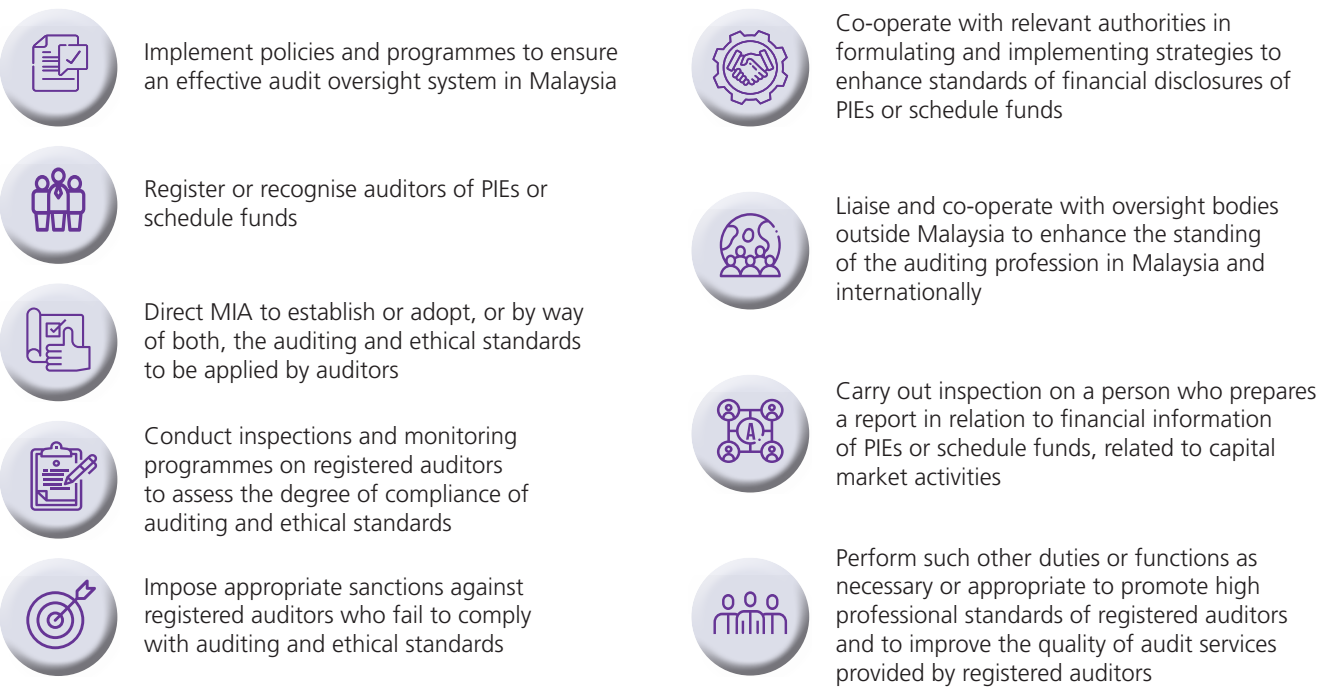 Implement policies and programmes to ensure
an effective audit oversight system in Malaysia
Register or recognise auditors of PIEs or
schedule funds
Direct MIA to establish or adopt, or by way
of both, the auditing and ethical standards
to be applied by auditors
Conduct inspections and monitoring
programmes on registered auditors
to assess the degree of compliance of
auditing and ethical standards
Impose appropriate sanctions against
registered auditors who fail to comply
with auditing and ethical standards
Co-operate with relevant authorities in
formulating and implementing strategies to
enhance standards of financial disclosures of
PIEs or schedule funds
Liaise and co-operate with oversight bodies
outside Malaysia to enhance the standing
of the auditing profession in Malaysia and
internationally
A
Carry out inspection on a person who prepares
a report in relation to financial information
of PIEs or schedule funds, related to capital
market activities
Perform such other duties or functions as
necessary or appropriate to promote high
professional standards of registered auditors
and to improve the quality of audit services
provided by registered auditors